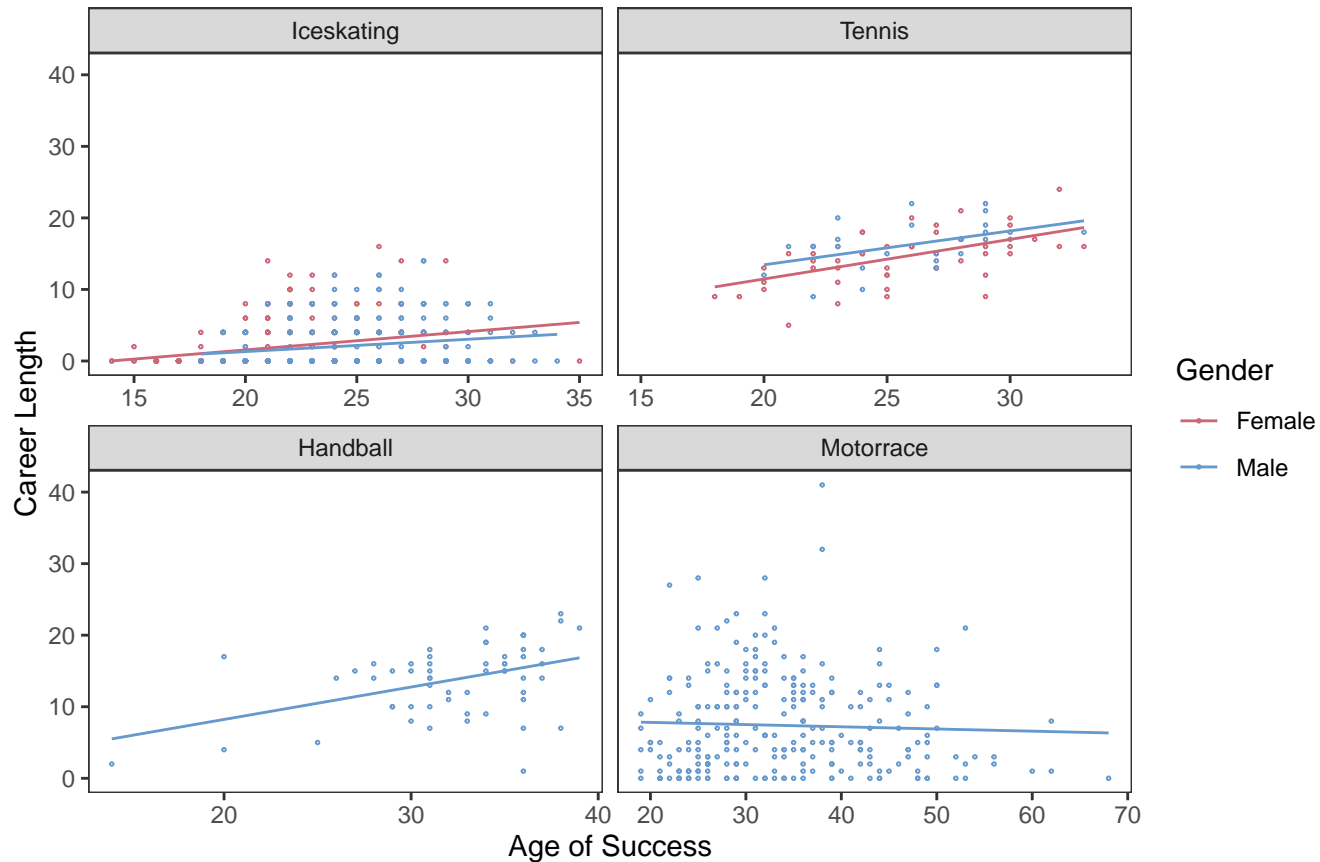 Iceskating
Tennis
40
30
20
10
0
15 20 25 30 35
15 20 25 30
Handball
Motorrace
40
30
20
10
0
20 30 40
20 30 40 50 60 70
Career Length
Age of Success
Gender
Female
Male